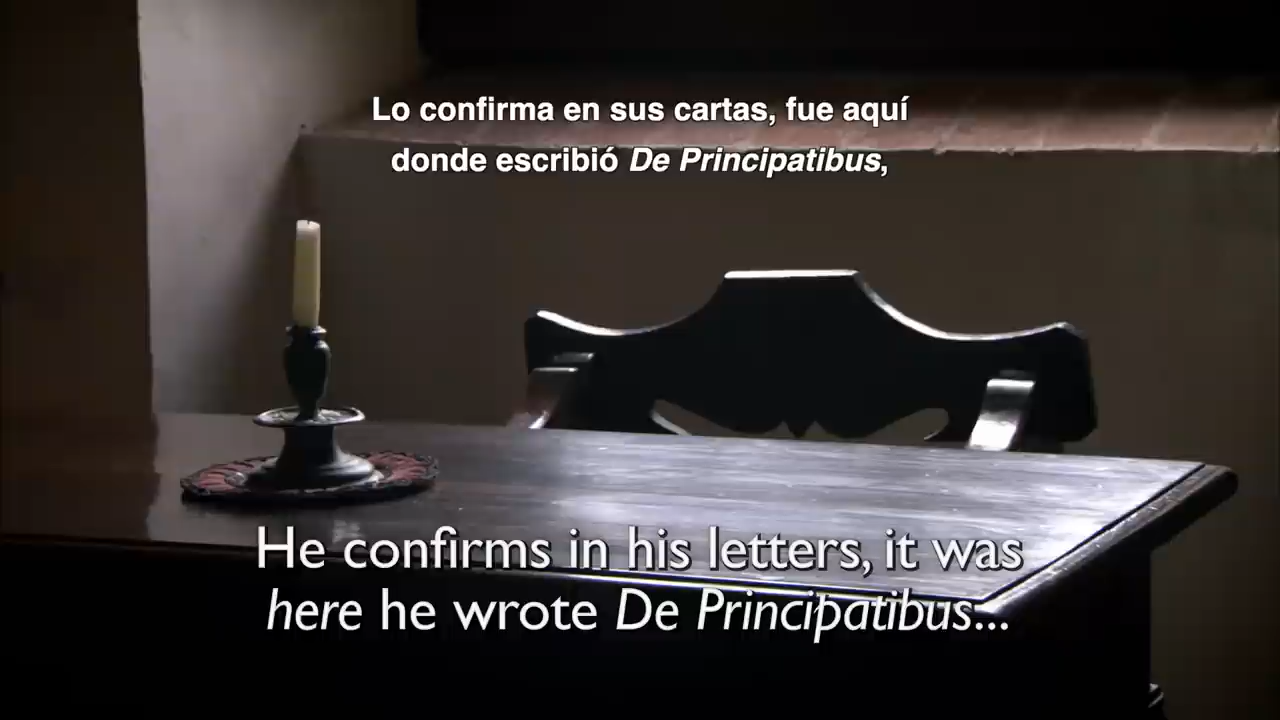 Lo confirma en sus cartas, fue aquí
donde escribió De Principatibus,
He confirms in his letters, it was
here he wrote De Principatibus...